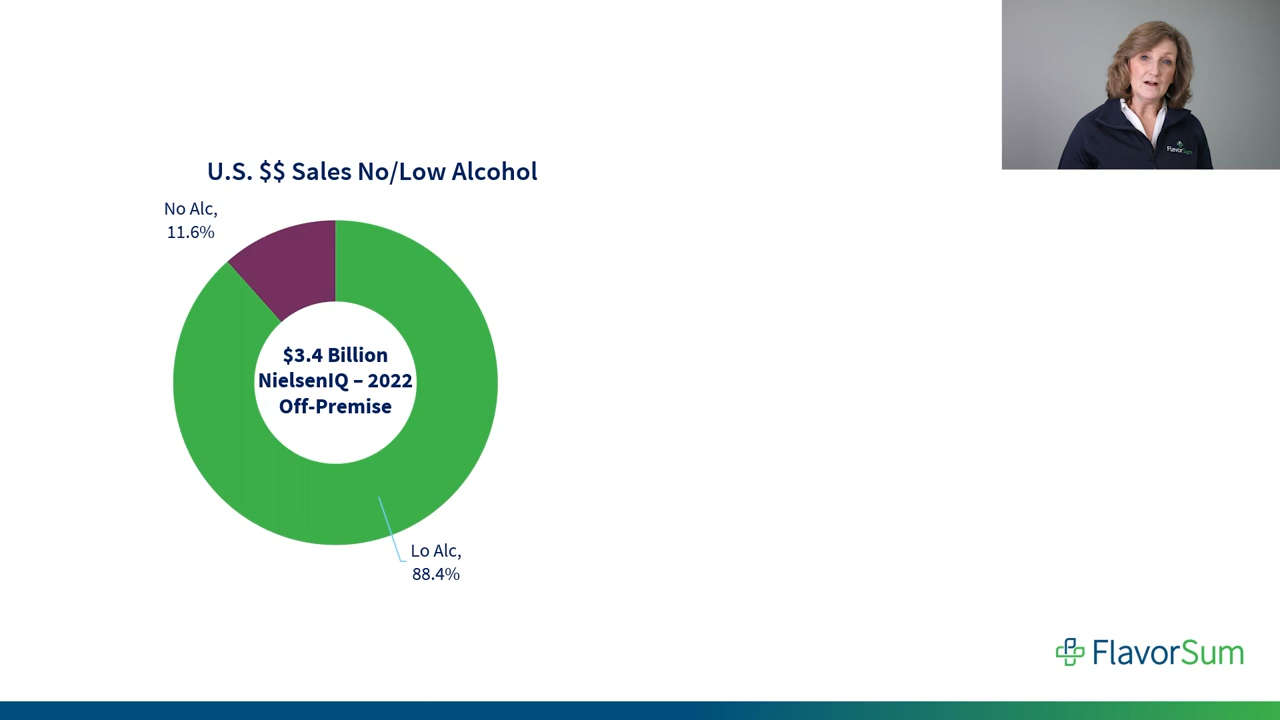 FlavorSum
U.S. $$ Sales No/Low Alcohol
No Alc,
11.6%
$3.4 Billion
NielsenIQ – 2022
Off-Premise
Lo Alc,
88.4%
FlavorSum